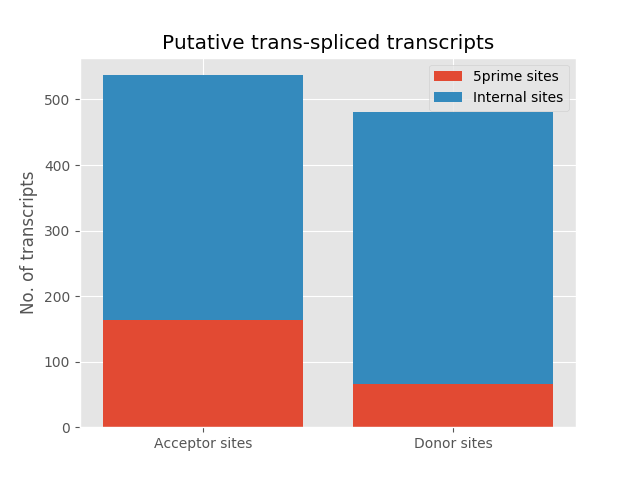 Putative trans-spliced transcripts
5prime sites
Internal sites
No. of transcripts
500
400
300
200
100
0
Acceptor sites
Donor sites